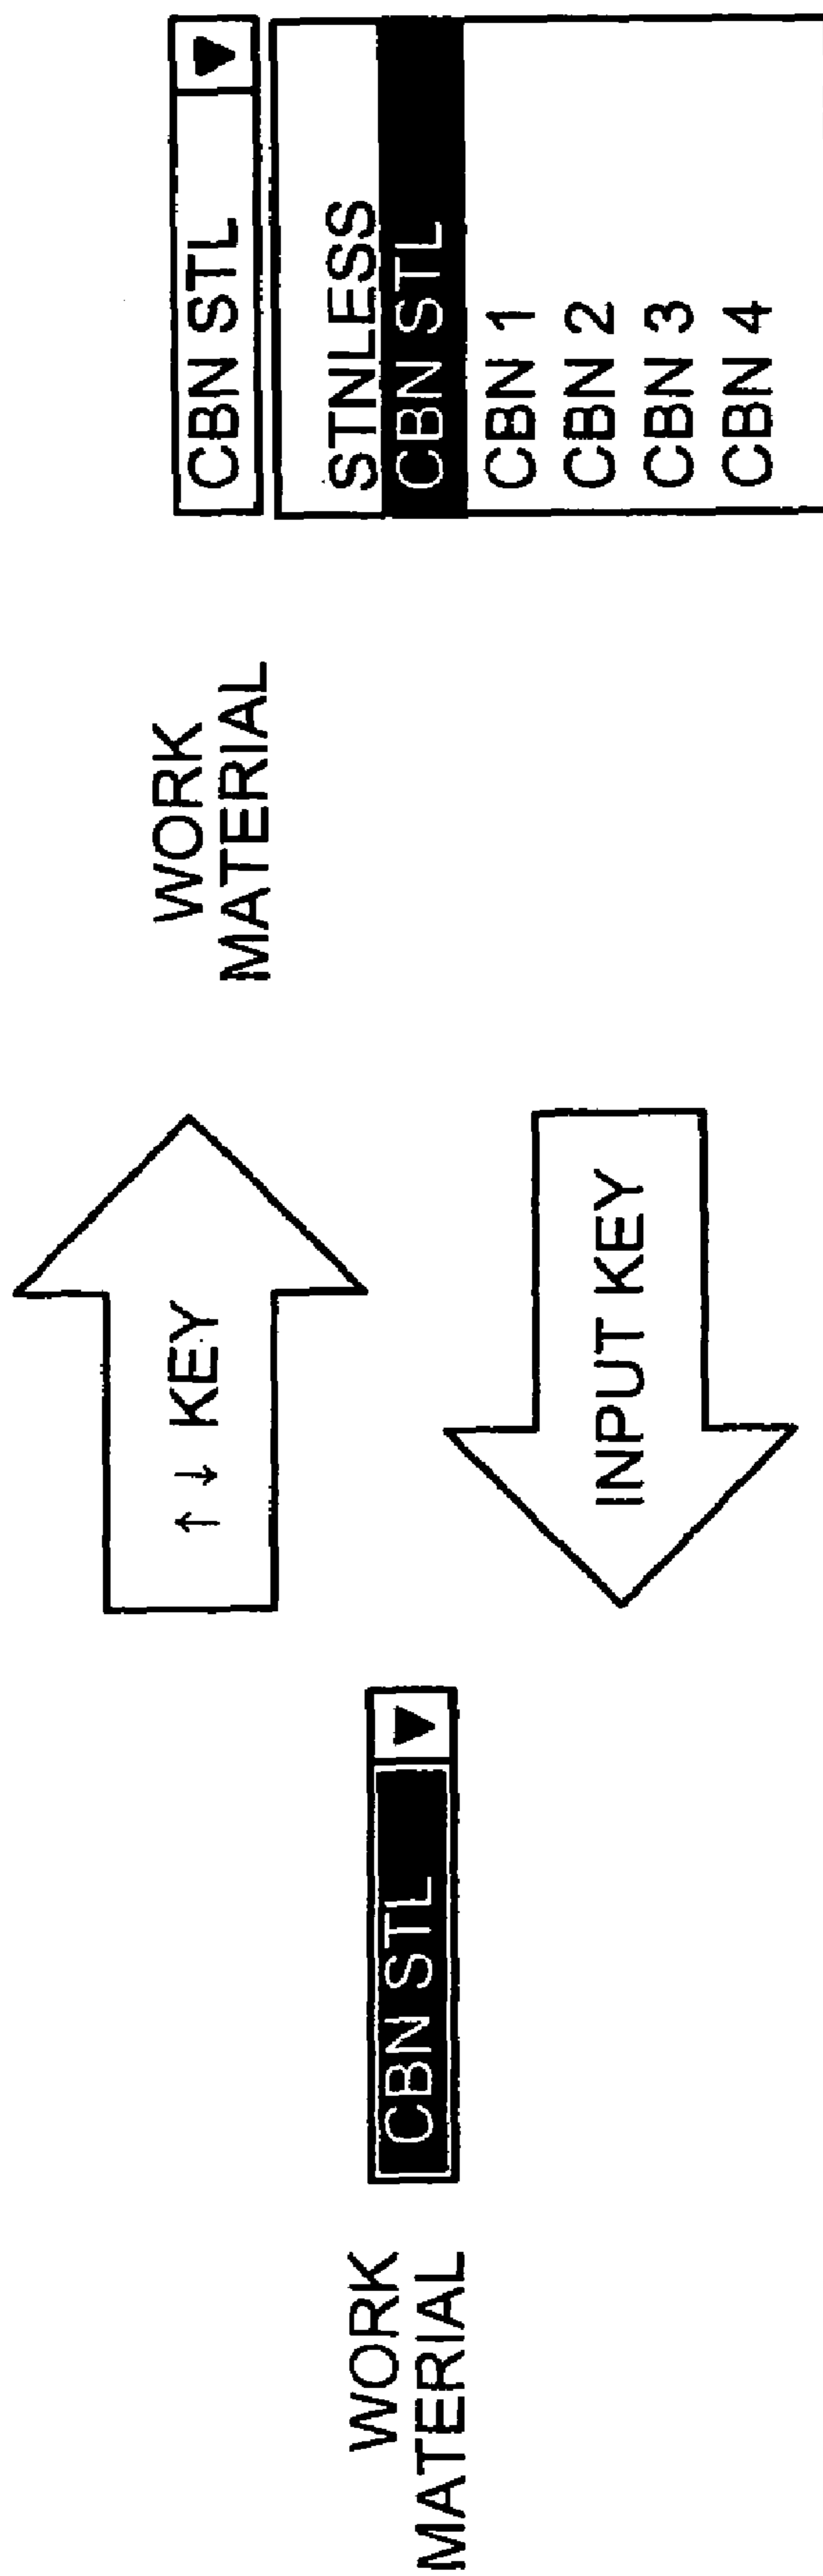 WORK
MATERIAL
CBN STL ▼
↑↓ KEY
INPUT KEY
WORK
MATERIAL
CBN STL ▼
STNLESS
CBN STL
CBN 1
CBN 2
CBN 3
CBN 4